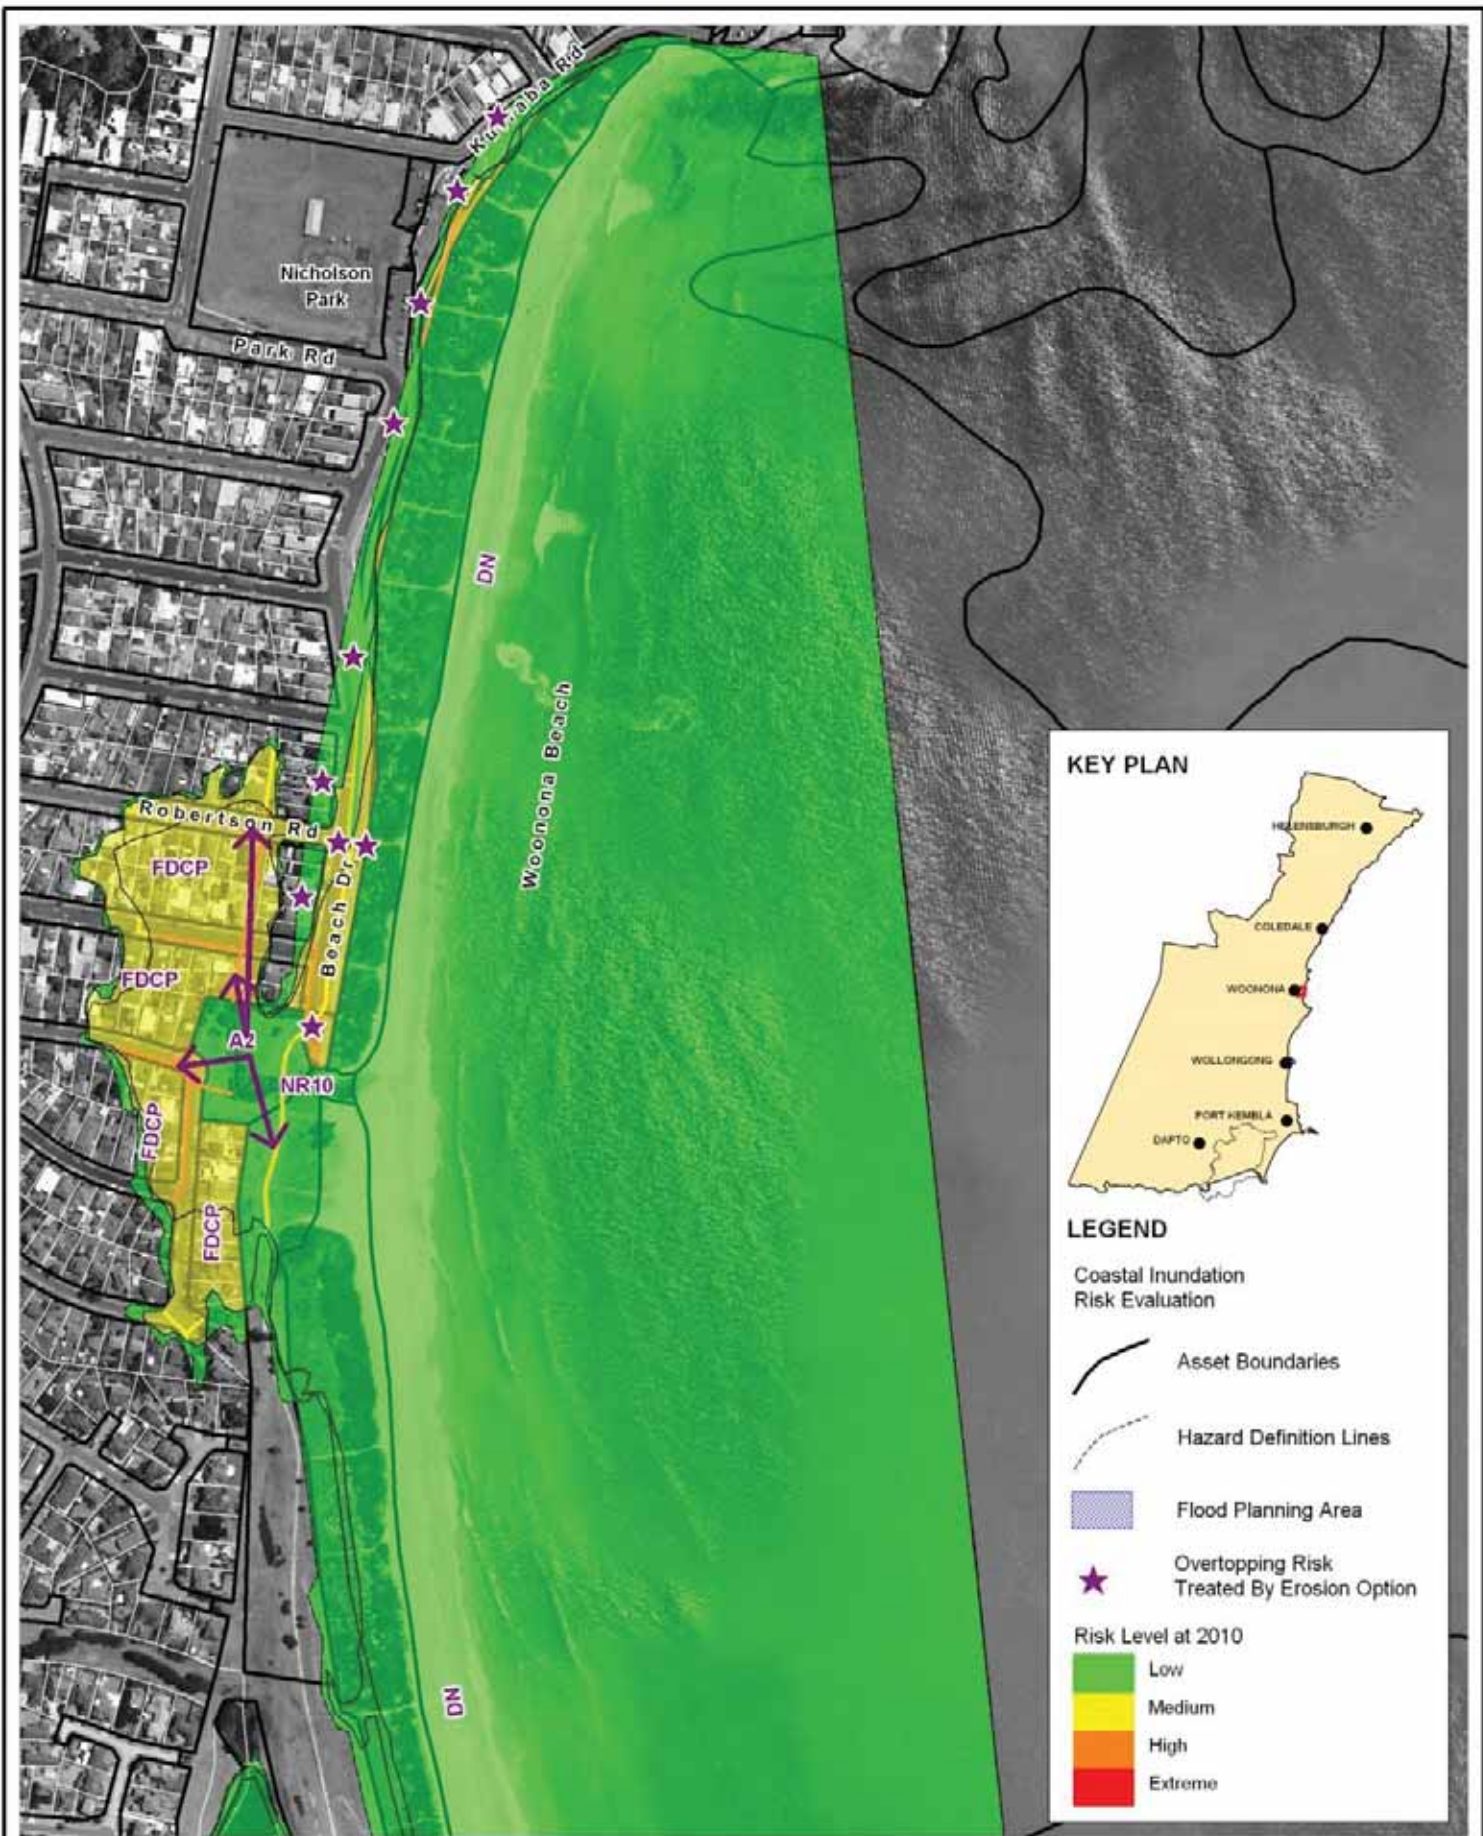 Kurraba Rd
Nicholson
Park
Park Rd
DN
Woonona Beach
Robertson Rd
FDCP
Beach Dr
FDCP
A2
NR10
FDCP
FDCP
DN
KEY PLAN
HELENSBURGH
COLEDALE
WOONONA
WOLLONGONG
PORT KEMBLA
DAPTO
LEGEND
Coastal Inundation
Risk Evaluation
Asset Boundaries
Hazard Definition Lines
Flood Planning Area
Overtopping Risk
Treated By Erosion Option
Risk Level at 2010
Low
Medium
High
Extreme